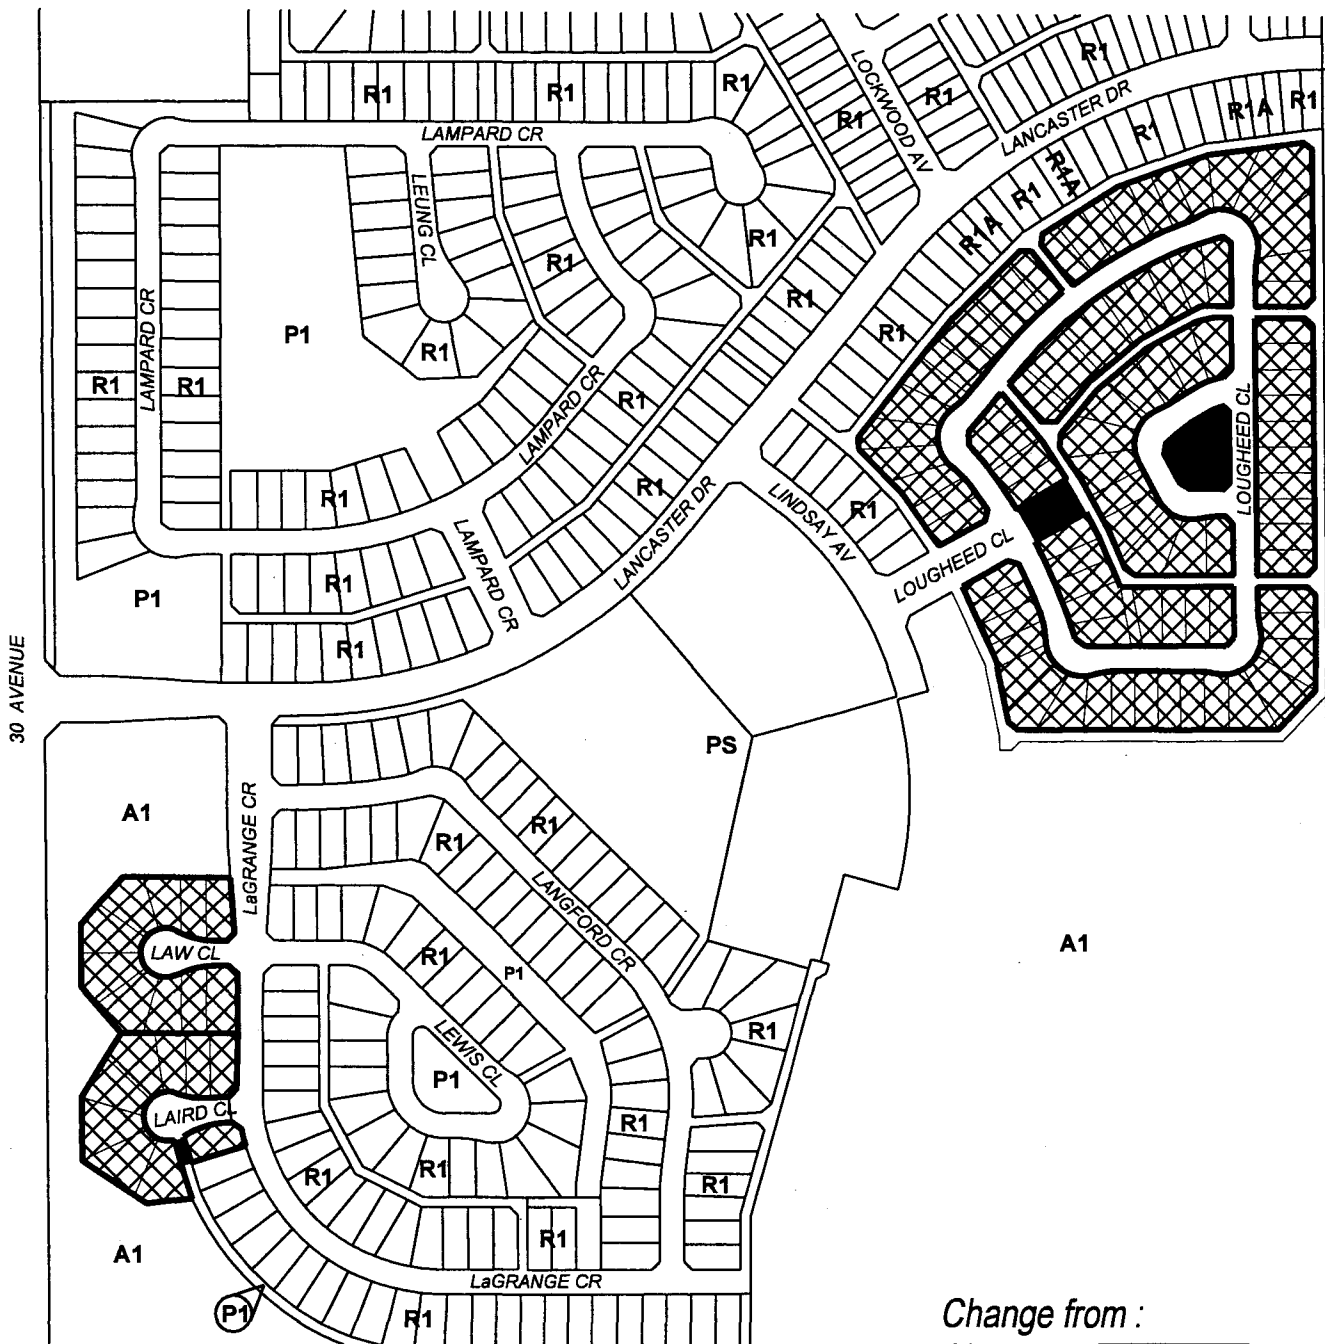 R1
R1
R1
R1
R1
R1
LOCKWOOD AV
LANCASTER DR
R1
R1A
R1
LAMPARD CR
LEUNG CL
R1
R1A
R1
R1A
R1
R1
R1
R1
P1
R1
LAMPARD CR
R1
R1
LAMPARD CR
R1
R1
R1
LINDSAY AV
R1
LOUGHEED CL
LOUGHEED CL
LANCASTER DR
LAMPARD CR
R1
P1
R1
30 AVENUE
PS
A1
LaGRANGE CR
R1
R1
LANGFORD CR
LAW CL
R1
P1
A1
R1
LEWIS CL
P1
LAIRD CL
R1
R1
R1
R1
R1
A1
LaGRANGE CR
P1
R1
Change from :